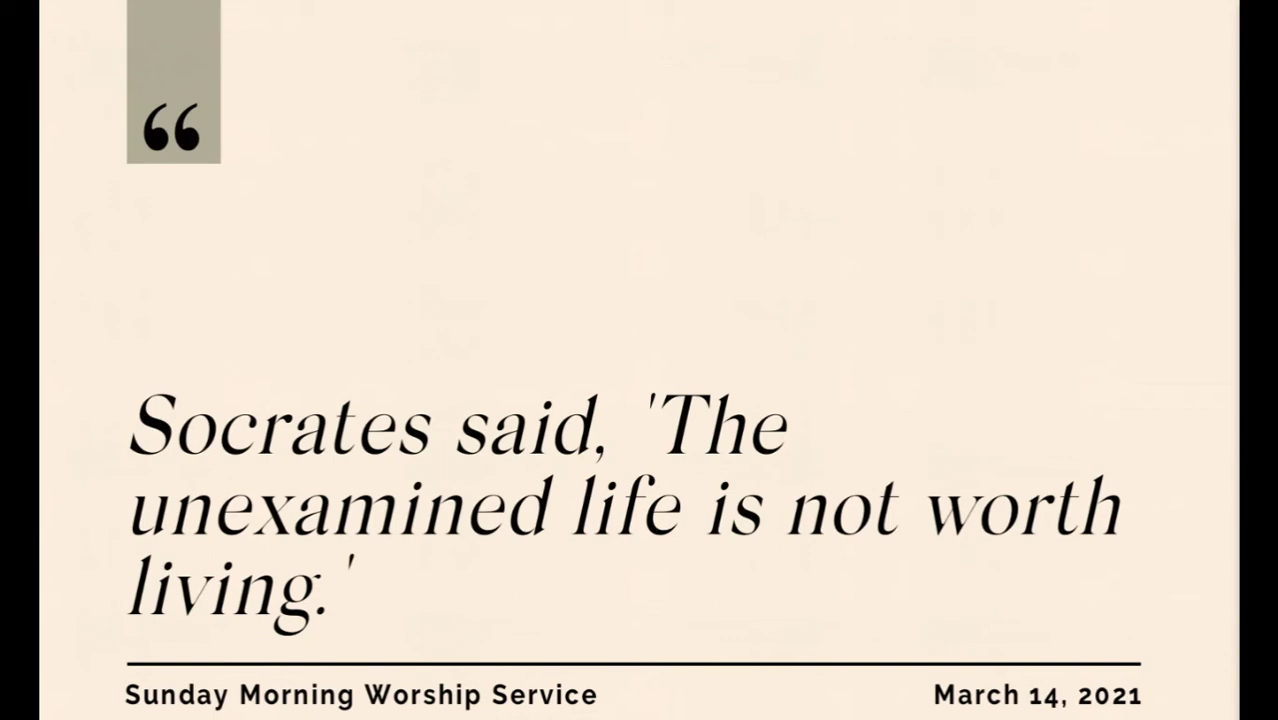 “
Socrates said, 'The
unexamined life is not worth
living.'
Sunday Morning Worship Service
March 14, 2021